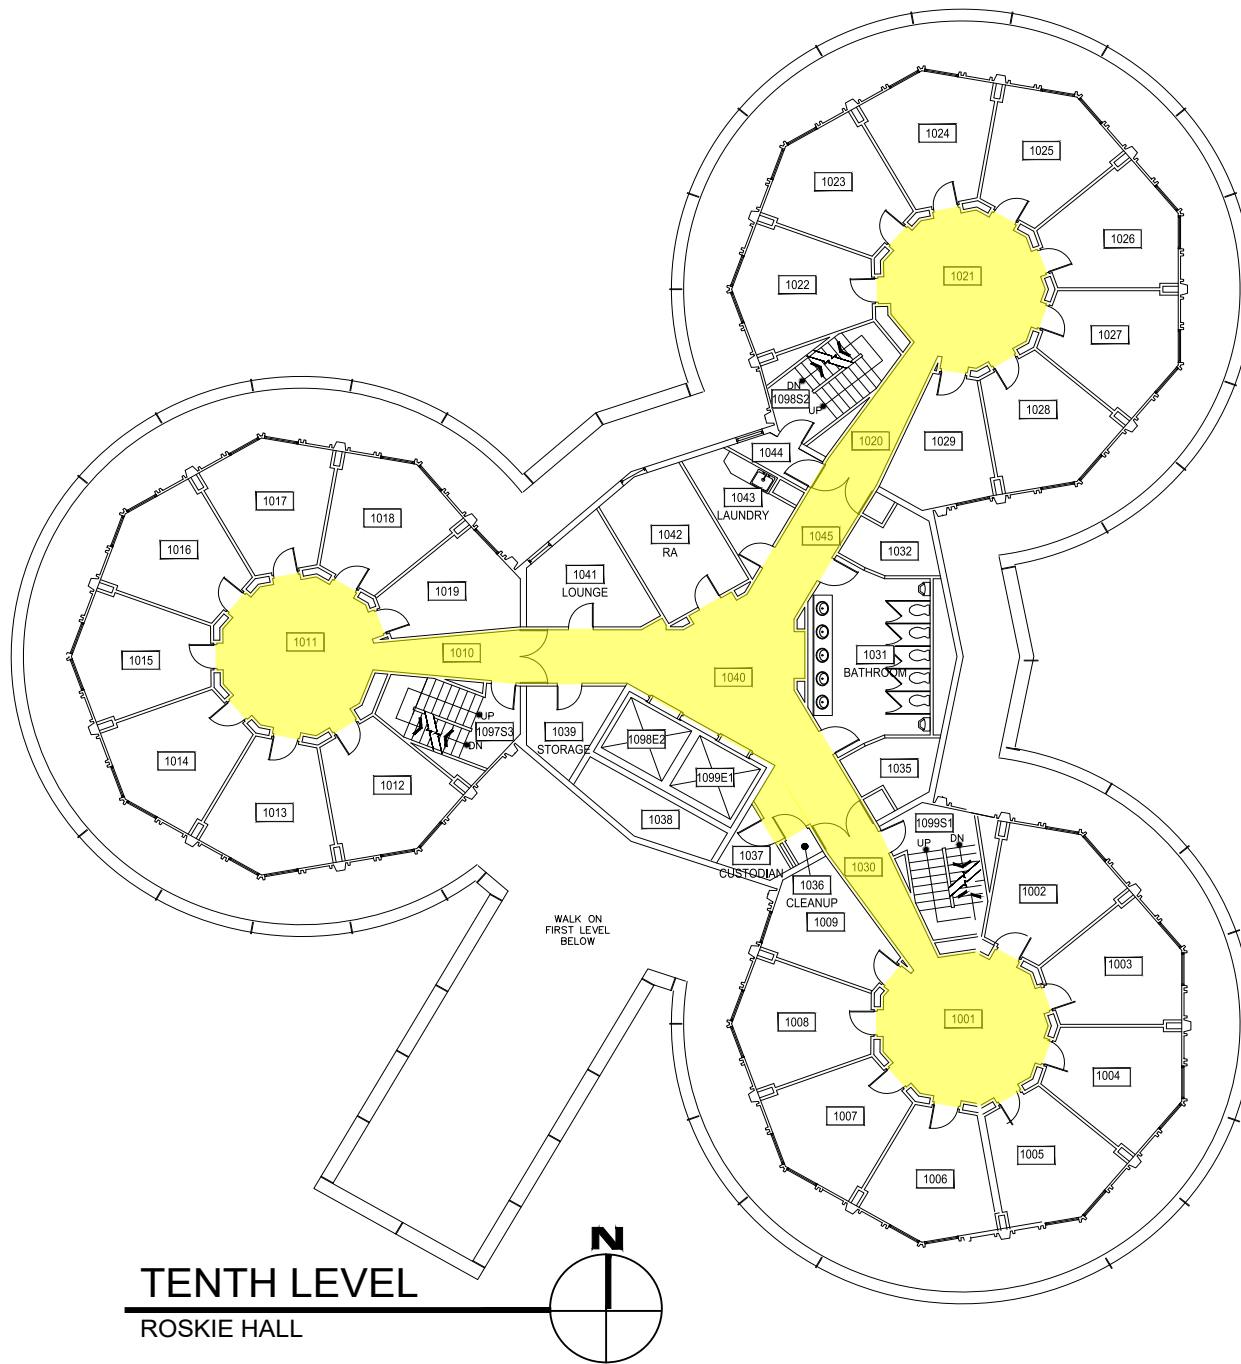 1024
1025
1023
1026
1021
1022
1027
DN
1098S2
UP
1028
1020
1029
1044
1043
LAUNDRY
1017
1018
1045
1042
RA
1016
1032
1041
LOUNGE
1019
1011
1010
1015
1031
BATHROOM
1040
UP
1097S3
DN
1039
STORAGE
1098E2
1014
1035
1099E1
1012
1013
1038
1099S1
UP
DN
1037
CUSTODIAN
1030
1036
CLEANUP
1002
1009
WALK ON
FIRST LEVEL
BELOW
1003
1008
1001
1004
1007
1005
1006
N
TENTH LEVEL
ROSKIE HALL